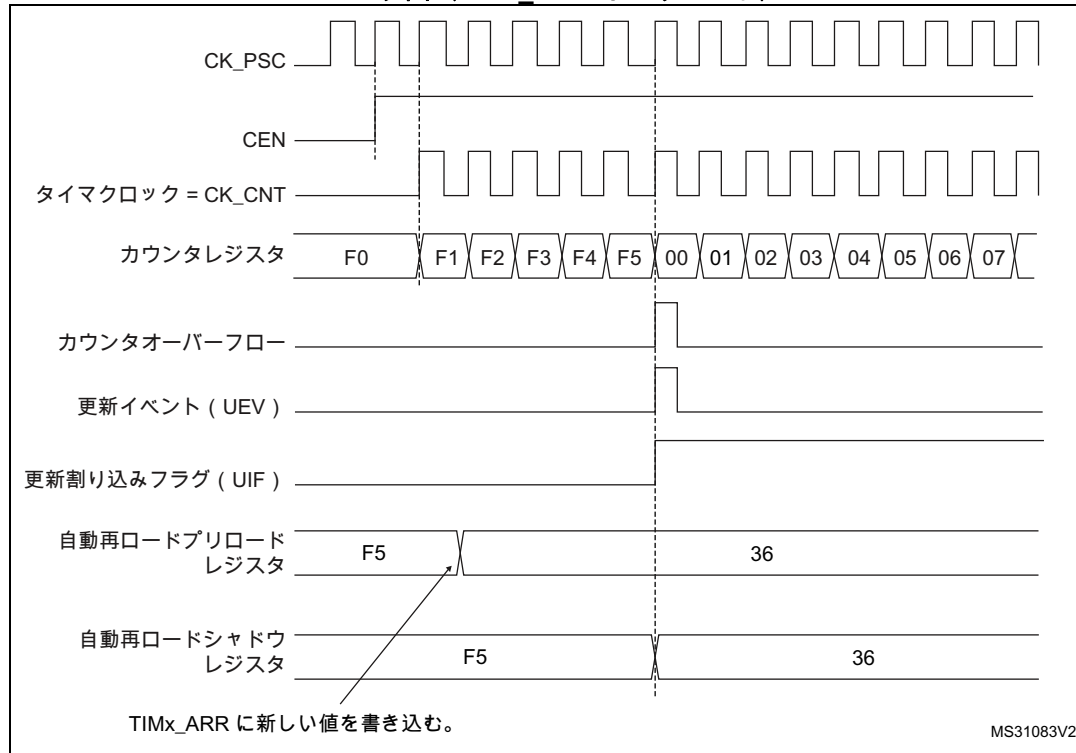 CK_PSC
CEN
タイマクロック = CK_CNT
カウンタレジスタ
F0 F1 F2 F3 F4 F5 00 01 02 03 04 05 06 07
カウンタオーバーフロー
更新イベント ( UEV )
更新割り込みフラグ ( UIF )
自動再ロードプリロード
レジスタ
F5 36
自動再ロードシャドウ
レジスタ
F5 36
TIMx_ARR に新しい値を書き込む。
MS31083V2